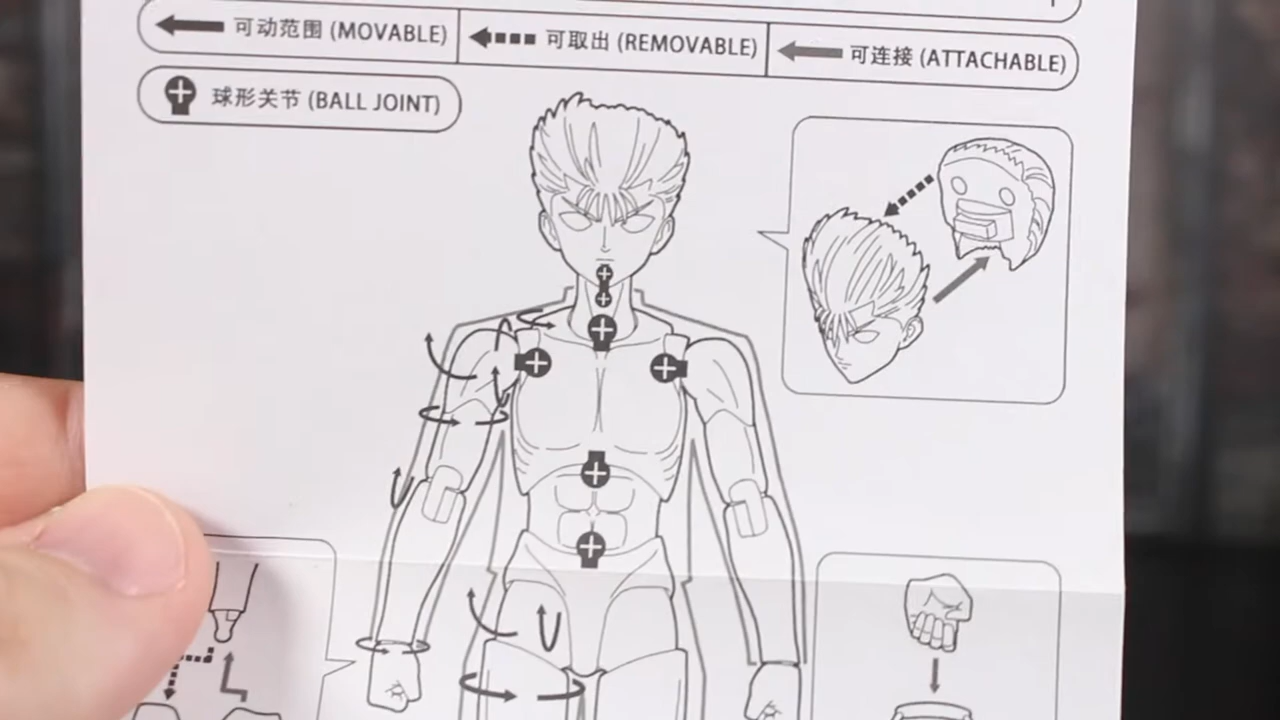 可动范围 (MOVABLE)
可取出 (REMOVABLE)
可连接 (ATTACHABLE)
球形关节 (BALL JOINT)